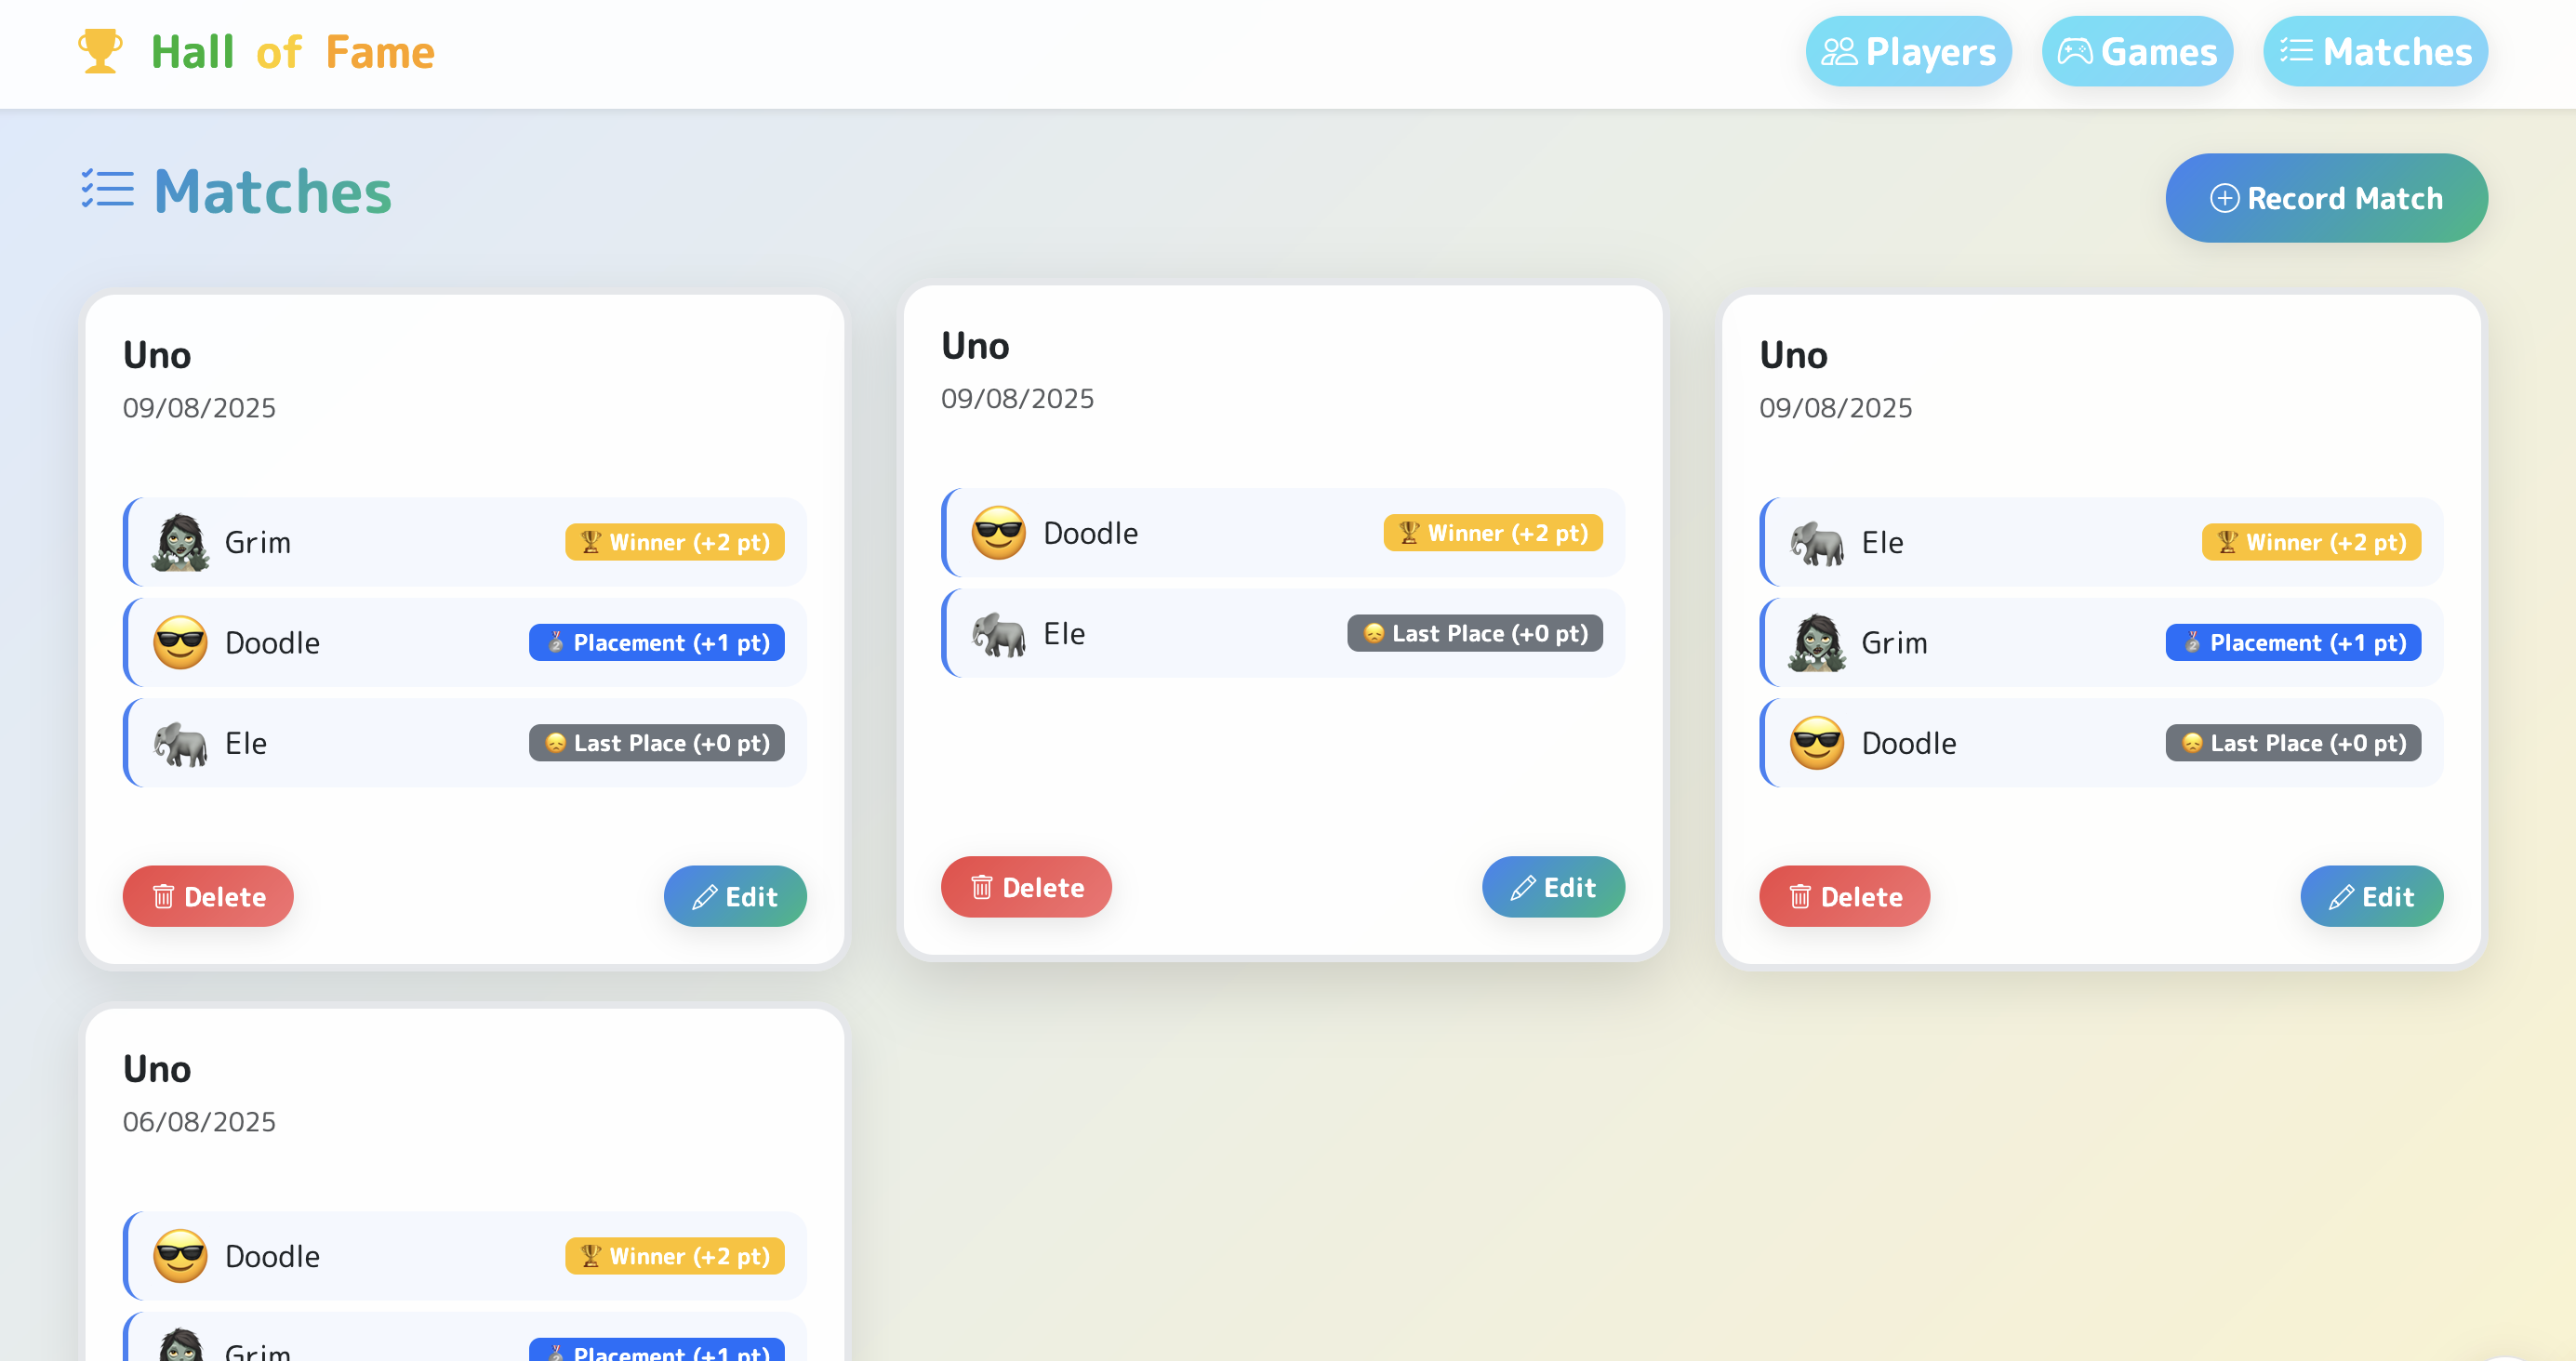 Hall of Fame
Players
Games
Matches
Matches
Record Match
Uno
09/08/2025
Grim
Winner (+2 pt)
Doodle
Placement (+1 pt)
Ele
Last Place (+0 pt)
Delete
Edit
Uno
09/08/2025
Doodle
Winner (+2 pt)
Ele
Last Place (+0 pt)
Delete
Edit
Uno
09/08/2025
Ele
Winner (+2 pt)
Grim
Placement (+1 pt)
Doodle
Last Place (+0 pt)
Delete
Edit
Uno
06/08/2025
Doodle
Winner (+2 pt)
Grim
Placement (+1 pt)